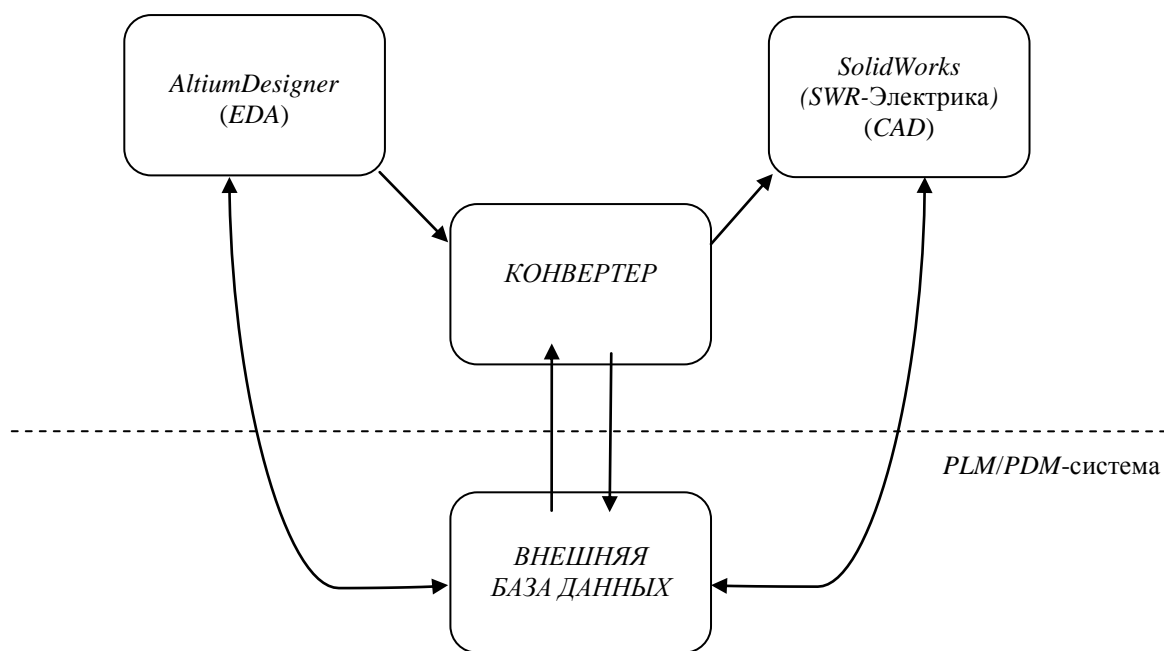 AltiumDesigner
(EDA)
SolidWorks
(SWR-Электрика)
(CAD)
КОНВЕРТЕР
PLM/PDM-система
ВНЕШНЯЯ
БАЗА ДАННЫХ